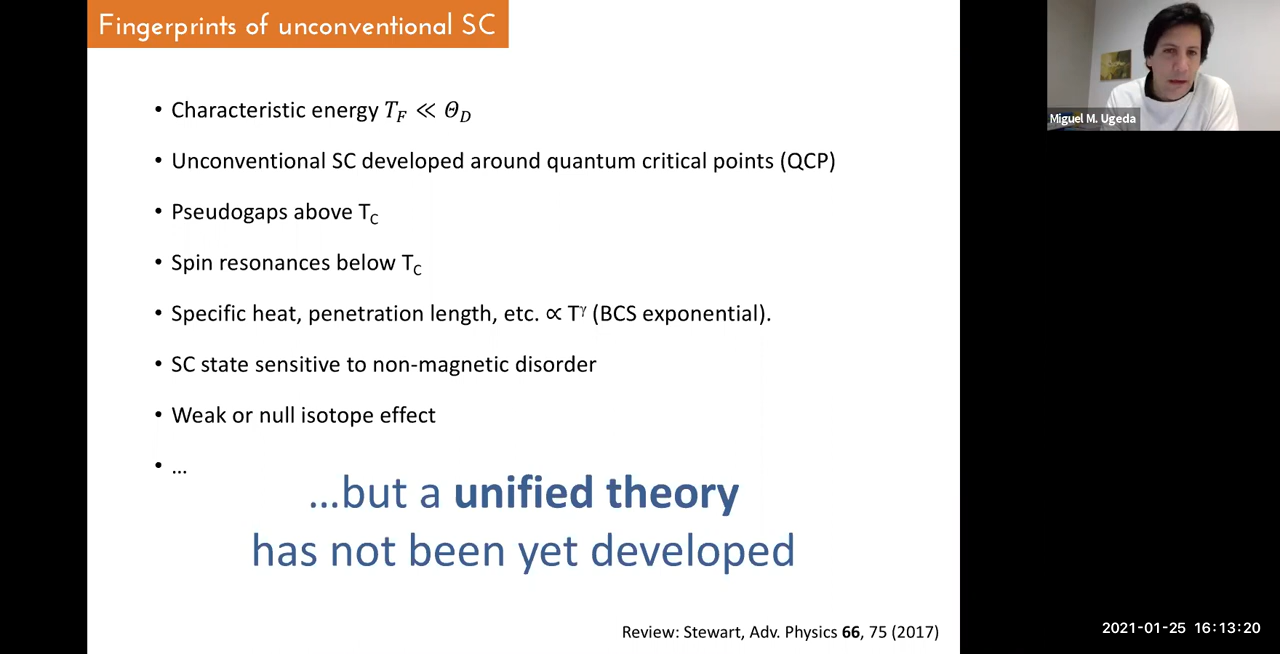 Fingerprints of unconventional SC
• Characteristic energy T_F ≪ Θ_D
• Unconventional SC developed around quantum critical points (QCP)
• Pseudogaps above T_C
• Spin resonances below T_C
• Specific heat, penetration length, etc. ∝ T^γ (BCS exponential).
• SC state sensitive to non-magnetic disorder
• Weak or null isotope effect
• ...
...but a unified theory
has not been yet developed
Review: Stewart, Adv. Physics 66, 75 (2017)
Miguel M. Ugeda
2021-01-25 16:13:20